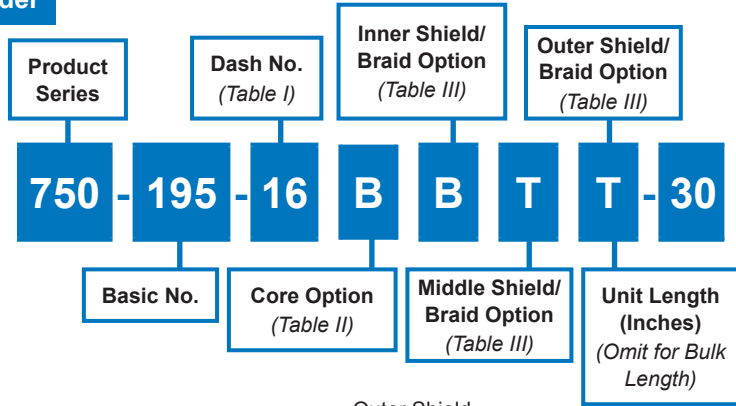 Product
Series
Dash No.
(Table I)
Inner Shield/
Braid Option
(Table III)
Outer Shield/
Braid Option
(Table III)
750 - 195 - 16 B B T T - 30
Basic No.
Core Option
(Table II)
Middle Shield/
Braid Option
(Table III)
Unit Length
(Inches)
(Omit for Bulk
Length)